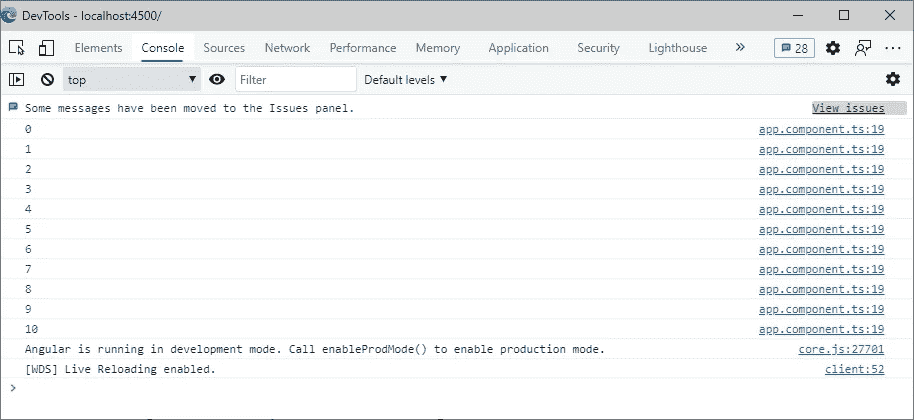 DevTools - localhost:4500/
Elements Console Sources Network Performance Memory Application Security Lighthouse » 28
top Filter Default levels
Some messages have been moved to the Issues panel. View issues
0 app.component.ts:19
1 app.component.ts:19
2 app.component.ts:19
3 app.component.ts:19
4 app.component.ts:19
5 app.component.ts:19
6 app.component.ts:19
7 app.component.ts:19
8 app.component.ts:19
9 app.component.ts:19
10 app.component.ts:19
Angular is running in development mode. Call enableProdMode() to enable production mode. core.js:27701
[WDS] Live Reloading enabled. client:52
>